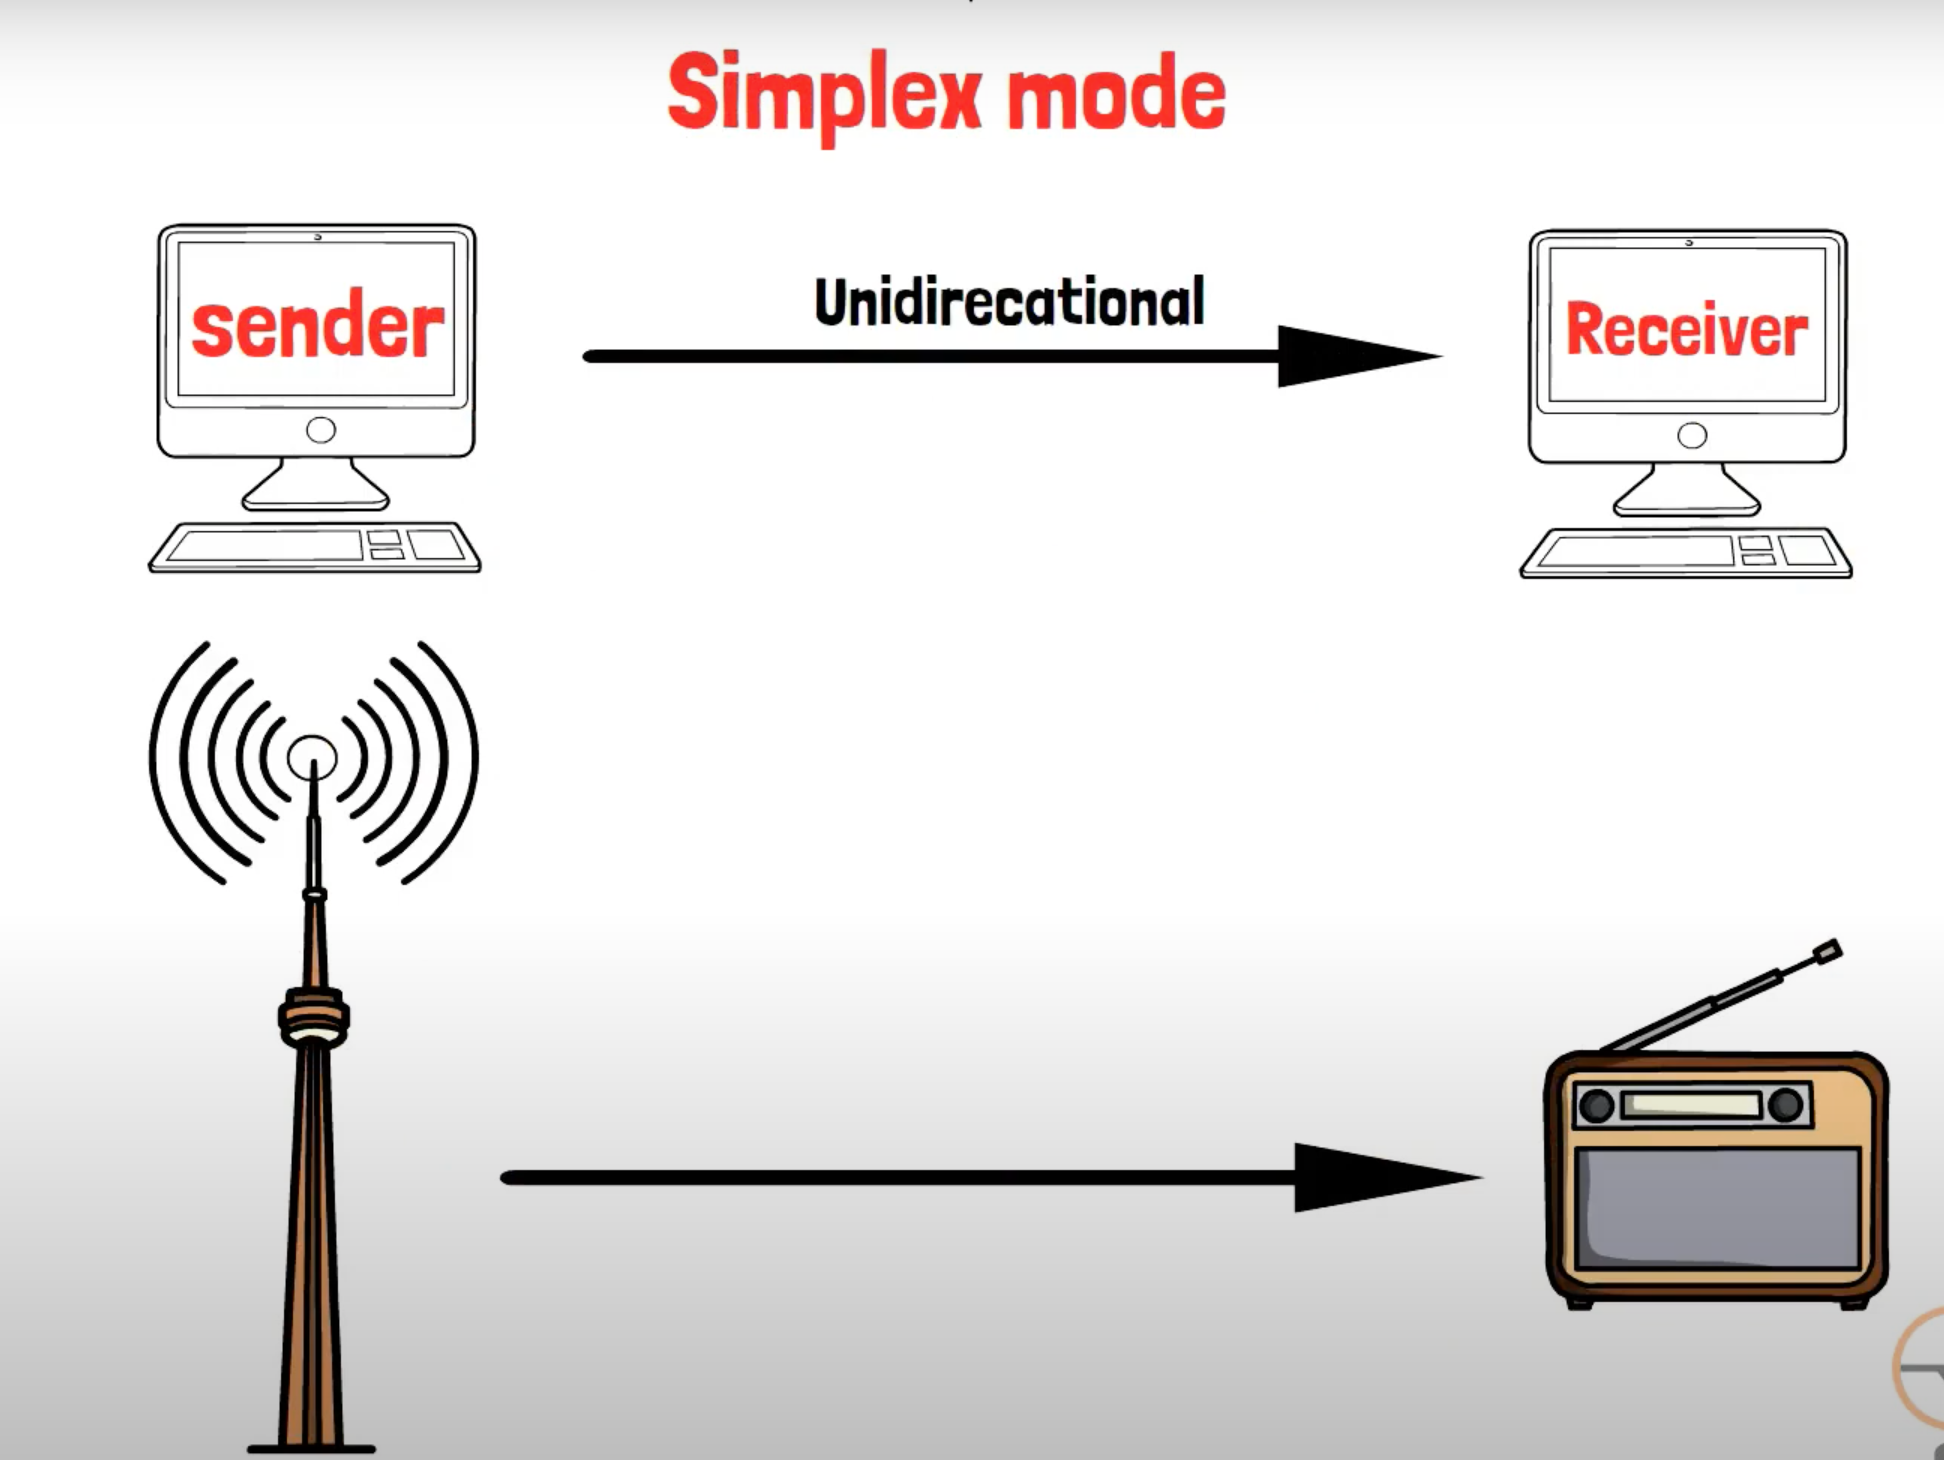 Simplex mode
Unidirecational
sender
Receiver